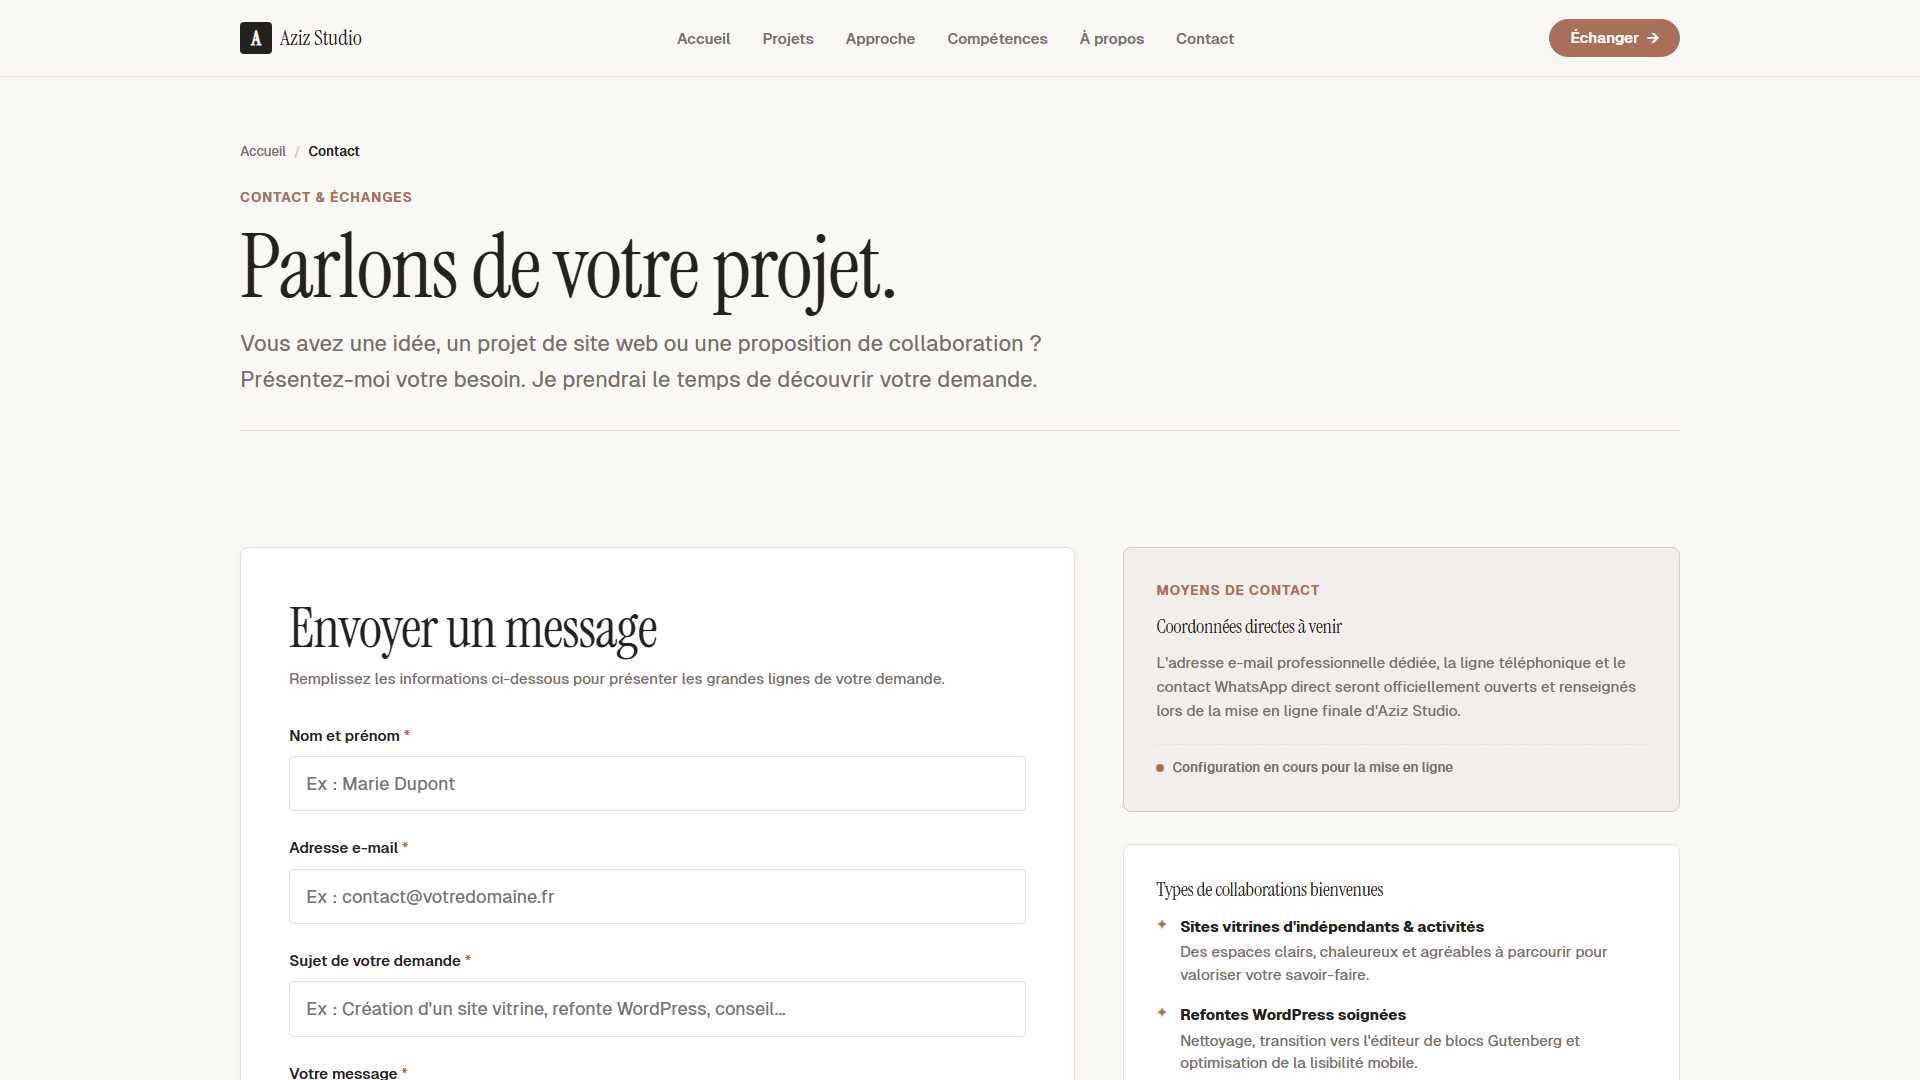 A Aziz Studio
Accueil Projets Approche Compétences À propos Contact
Échanger →
Accueil / Contact
CONTACT & ÉCHANGES
Parlons de votre projet.
Vous avez une idée, un projet de site web ou une proposition de collaboration ?
Présentez-moi votre besoin. Je prendrai le temps de découvrir votre demande.
Envoyer un message
Remplissez les informations ci-dessous pour présenter les grandes lignes de votre demande.
Nom et prénom *
Ex : Marie Dupont
Adresse e-mail *
Ex : contact@votredomaine.fr
Sujet de votre demande *
Ex : Création d'un site vitrine, refonte WordPress, conseil...
Votre message *
MOYENS DE CONTACT
Coordonnées directes à venir
L'adresse e-mail professionnelle dédiée, la ligne téléphonique et le
contact WhatsApp direct seront officiellement ouverts et renseignés
lors de la mise en ligne finale d'Aziz Studio.
Configuration en cours pour la mise en ligne
Types de collaborations bienvenues
✦ Sites vitrines d'indépendants & activités
Des espaces clairs, chaleureux et agréables à parcourir pour
valoriser votre savoir-faire.
✦ Refontes WordPress soignées
Nettoyage, transition vers l'éditeur de blocs Gutenberg et
optimisation de la lisibilité mobile.